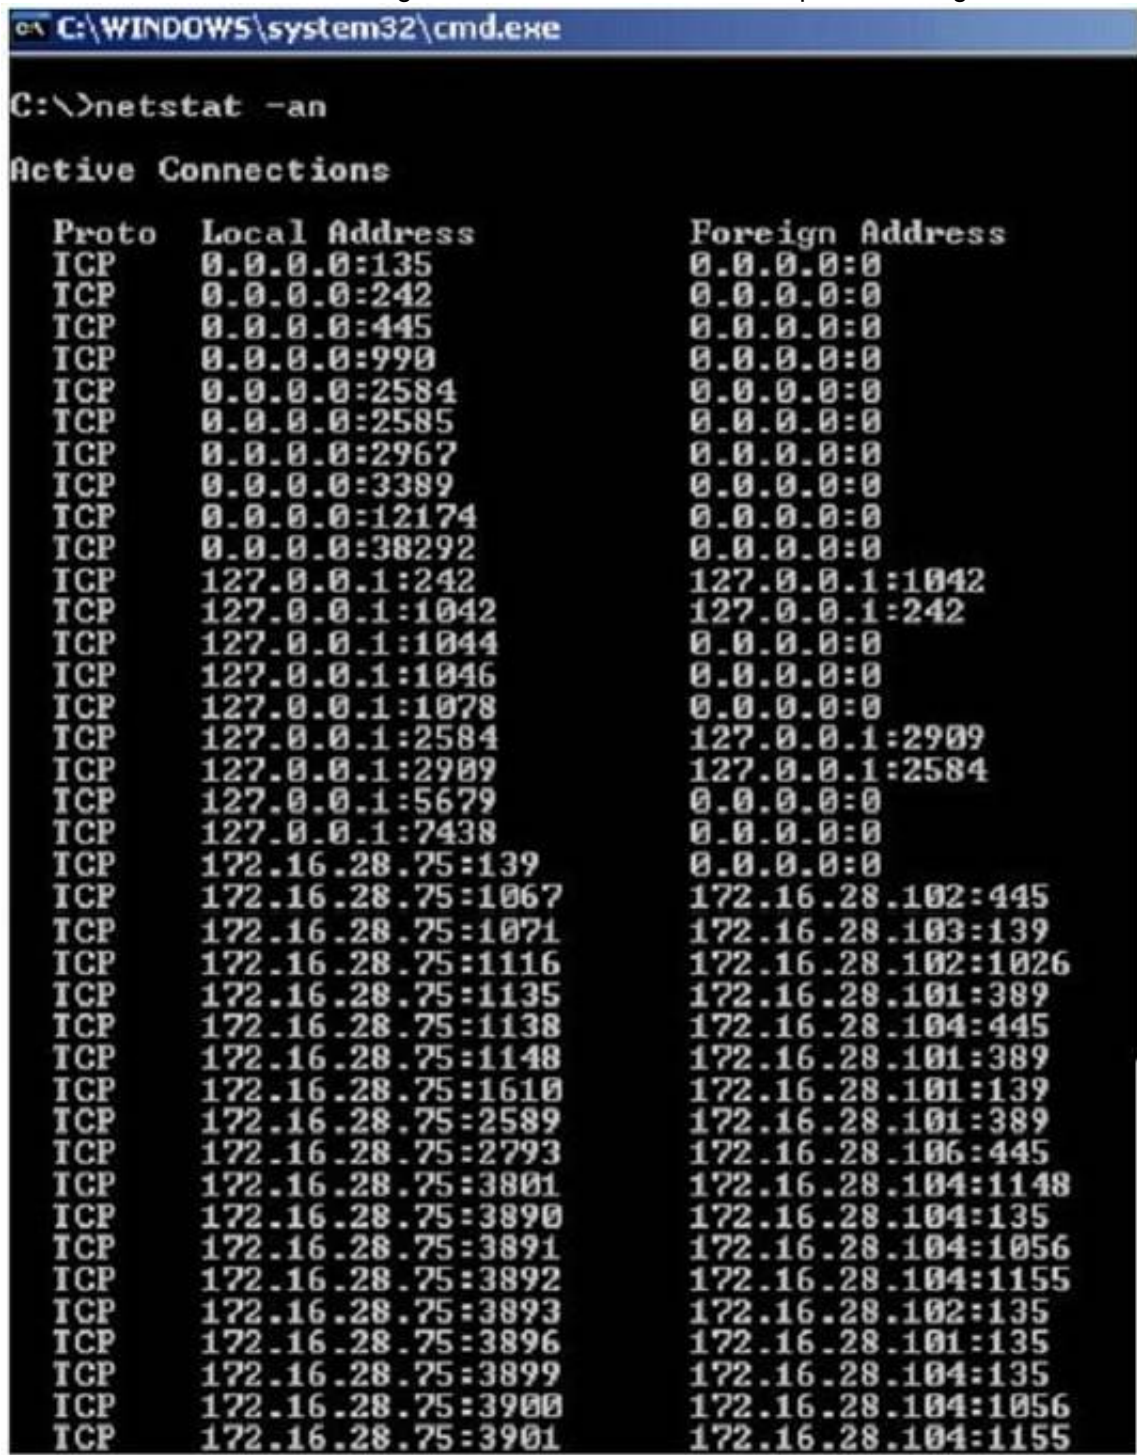 C:\WINDOWS\system32\cmd.exe
C:\>netstat -an
Active Connections
Proto Local Address Foreign Address
TCP 0.0.0.0:135 0.0.0.0:0
TCP 0.0.0.0:242 0.0.0.0:0
TCP 0.0.0.0:445 0.0.0.0:0
TCP 0.0.0.0:990 0.0.0.0:0
TCP 0.0.0.0:2584 0.0.0.0:0
TCP 0.0.0.0:2585 0.0.0.0:0
TCP 0.0.0.0:2967 0.0.0.0:0
TCP 0.0.0.0:3389 0.0.0.0:0
TCP 0.0.0.0:12174 0.0.0.0:0
TCP 0.0.0.0:38292 0.0.0.0:0
TCP 127.0.0.1:242 127.0.0.1:1042
TCP 127.0.0.1:1042 127.0.0.1:242
TCP 127.0.0.1:1044 0.0.0.0:0
TCP 127.0.0.1:1046 0.0.0.0:0
TCP 127.0.0.1:1078 0.0.0.0:0
TCP 127.0.0.1:2584 127.0.0.1:2909
TCP 127.0.0.1:2909 127.0.0.1:2584
TCP 127.0.0.1:5679 0.0.0.0:0
TCP 127.0.0.1:7438 0.0.0.0:0
TCP 172.16.28.75:139 0.0.0.0:0
TCP 172.16.28.75:1067 172.16.28.102:445
TCP 172.16.28.75:1071 172.16.28.103:139
TCP 172.16.28.75:1116 172.16.28.102:1026
TCP 172.16.28.75:1135 172.16.28.101:389
TCP 172.16.28.75:1138 172.16.28.104:445
TCP 172.16.28.75:1148 172.16.28.101:389
TCP 172.16.28.75:1610 172.16.28.101:139
TCP 172.16.28.75:2589 172.16.28.101:389
TCP 172.16.28.75:2793 172.16.28.106:445
TCP 172.16.28.75:3801 172.16.28.104:1148
TCP 172.16.28.75:3890 172.16.28.104:135
TCP 172.16.28.75:3891 172.16.28.104:1056
TCP 172.16.28.75:3892 172.16.28.104:1155
TCP 172.16.28.75:3893 172.16.28.102:135
TCP 172.16.28.75:3896 172.16.28.101:135
TCP 172.16.28.75:3899 172.16.28.104:135
TCP 172.16.28.75:3900 172.16.28.104:1056
TCP 172.16.28.75:3901 172.16.28.104:1155